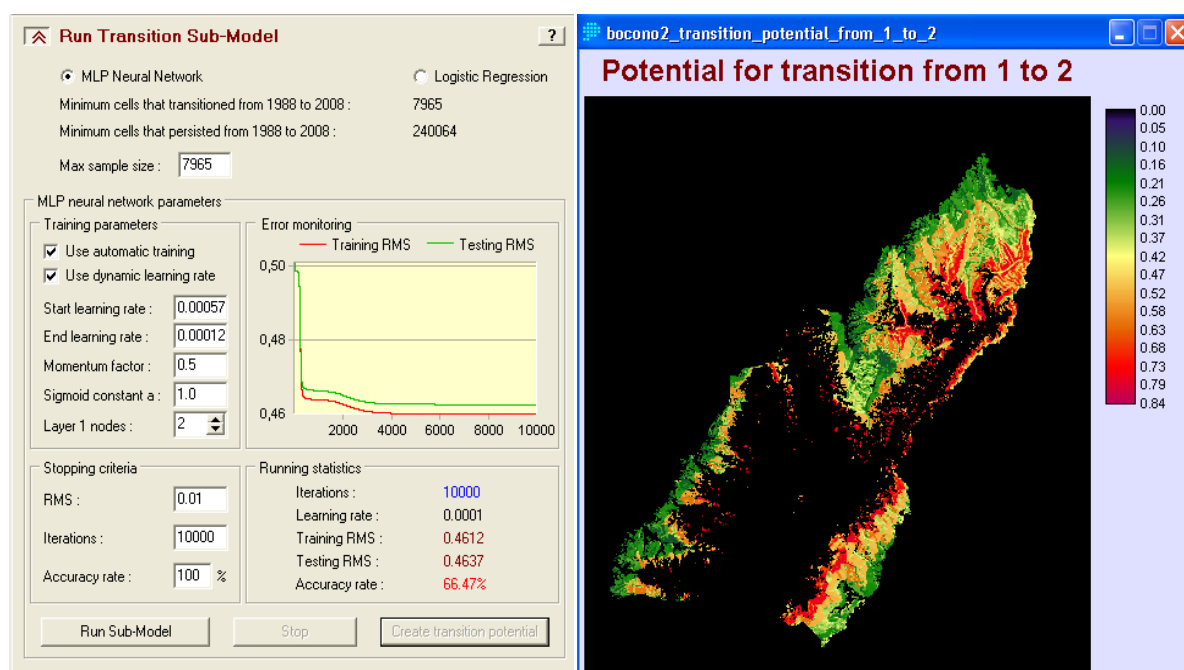 Run Transition Sub-Model
?
MLP Neural Network Logistic Regression
Minimum cells that transitioned from 1988 to 2008 : 7965
Minimum cells that persisted from 1988 to 2008 : 240064
Max sample size : 7965
MLP neural network parameters
Training parameters
Use automatic training
Use dynamic learning rate
Start learning rate : 0.00057
End learning rate : 0.00012
Momentum factor : 0.5
Sigmoid constant a : 1.0
Layer 1 nodes : 2
Error monitoring
Training RMS Testing RMS
0,50
0,48
0,46
2000 4000 6000 8000 10000
Stopping criteria
RMS : 0.01
Iterations : 10000
Accuracy rate : 100 %
Running statistics
Iterations : 10000
Learning rate : 0.0001
Training RMS : 0.4612
Testing RMS : 0.4637
Accuracy rate : 66.47%
Run Sub-Model Stop Create transition potential
bocono2_transition_potential_from_1_to_2
Potential for transition from 1 to 2
0.00
0.05
0.10
0.16
0.21
0.26
0.31
0.37
0.42
0.47
0.52
0.58
0.63
0.68
0.73
0.79
0.84